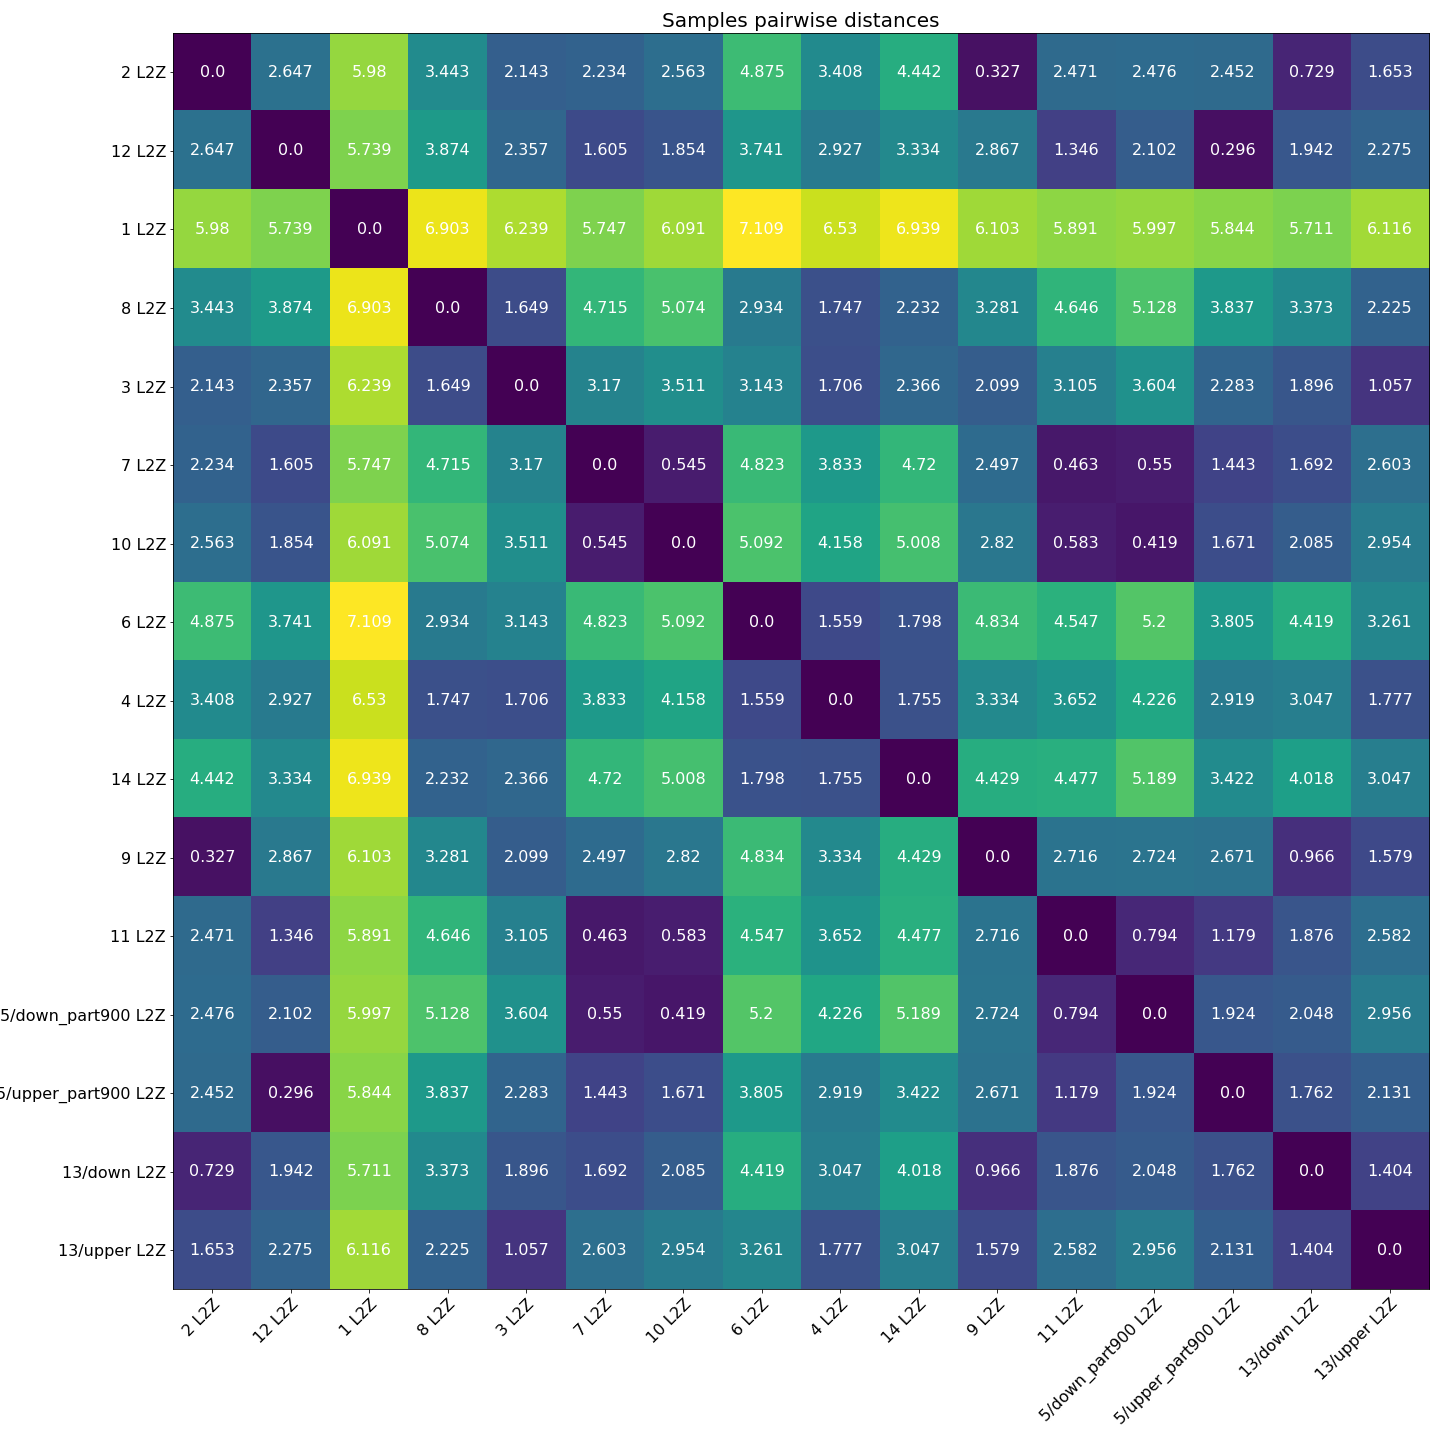 Samples pairwise distances
2 L2Z 0.0 2.647 5.98 3.443 2.143 2.234 2.563 4.875 3.408 4.442 0.327 2.471 2.476 2.452 0.729 1.653
12 L2Z 2.647 0.0 5.739 3.874 2.357 1.605 1.854 3.741 2.927 3.334 2.867 1.346 2.102 0.296 1.942 2.275
1 L2Z 5.98 5.739 0.0 6.903 6.239 5.747 6.091 7.109 6.53 6.939 6.103 5.891 5.997 5.844 5.711 6.116
8 L2Z 3.443 3.874 6.903 0.0 1.649 4.715 5.074 2.934 1.747 2.232 3.281 4.646 5.128 3.837 3.373 2.225
3 L2Z 2.143 2.357 6.239 1.649 0.0 3.17 3.511 3.143 1.706 2.366 2.099 3.105 3.604 2.283 1.896 1.057
7 L2Z 2.234 1.605 5.747 4.715 3.17 0.0 0.545 4.823 3.833 4.72 2.497 0.463 0.55 1.443 1.692 2.603
10 L2Z 2.563 1.854 6.091 5.074 3.511 0.545 0.0 5.092 4.158 5.008 2.82 0.583 0.419 1.671 2.085 2.954
6 L2Z 4.875 3.741 7.109 2.934 3.143 4.823 5.092 0.0 1.559 1.798 4.834 4.547 5.2 3.805 4.419 3.261
4 L2Z 3.408 2.927 6.53 1.747 1.706 3.833 4.158 1.559 0.0 1.755 3.334 3.652 4.226 2.919 3.047 1.777
14 L2Z 4.442 3.334 6.939 2.232 2.366 4.72 5.008 1.798 1.755 0.0 4.429 4.477 5.189 3.422 4.018 3.047
9 L2Z 0.327 2.867 6.103 3.281 2.099 2.497 2.82 4.834 3.334 4.429 0.0 2.716 2.724 2.671 0.966 1.579
11 L2Z 2.471 1.346 5.891 4.646 3.105 0.463 0.583 4.547 3.652 4.477 2.716 0.0 0.794 1.179 1.876 2.582
5/down_part900 L2Z 2.476 2.102 5.997 5.128 3.604 0.55 0.419 5.2 4.226 5.189 2.724 0.794 0.0 1.924 2.048 2.956
5/upper_part900 L2Z 2.452 0.296 5.844 3.837 2.283 1.443 1.671 3.805 2.919 3.422 2.671 1.179 1.924 0.0 1.762 2.131
13/down L2Z 0.729 1.942 5.711 3.373 1.896 1.692 2.085 4.419 3.047 4.018 0.966 1.876 2.048 1.762 0.0 1.404
13/upper L2Z 1.653 2.275 6.116 2.225 1.057 2.603 2.954 3.261 1.777 3.047 1.579 2.582 2.956 2.131 1.404 0.0
2 L2Z 12 L2Z 1 L2Z 8 L2Z 3 L2Z 7 L2Z 10 L2Z 6 L2Z 4 L2Z 14 L2Z 9 L2Z 11 L2Z 5/down_part900 L2Z 5/upper_part900 L2Z 13/down L2Z 13/upper L2Z